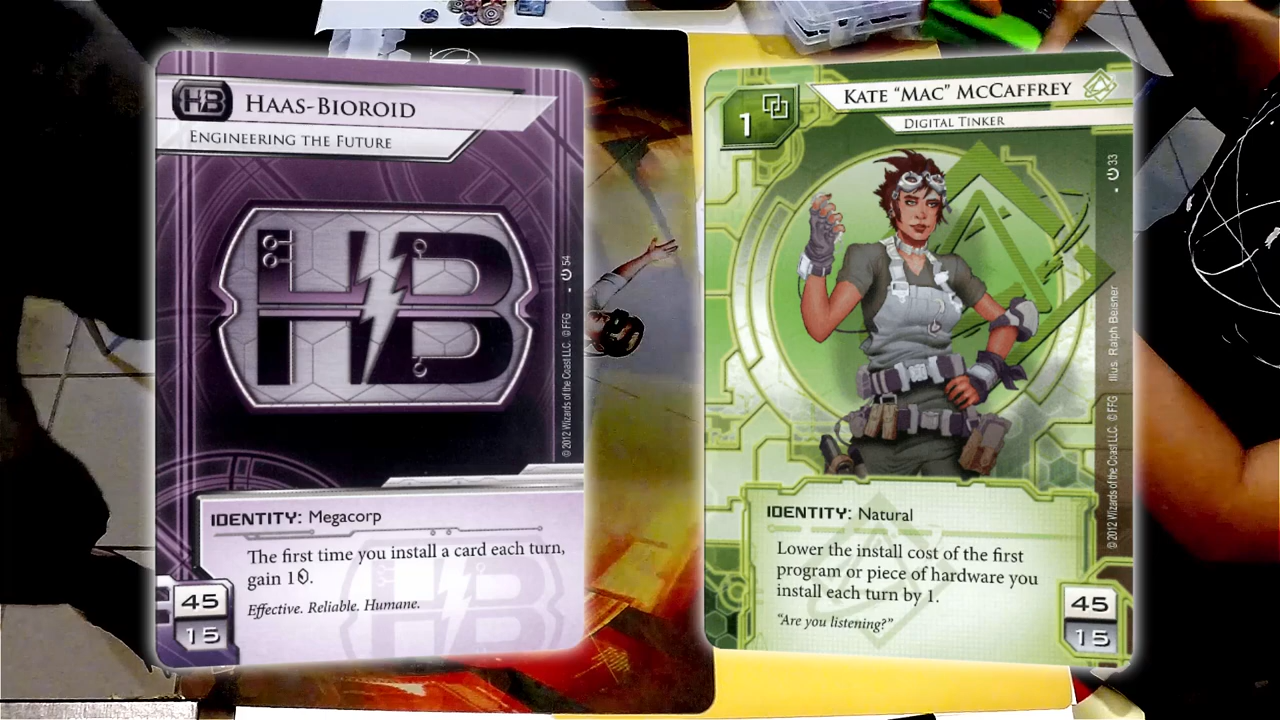 HB
HAAS-BIOROID
ENGINEERING THE FUTURE
HB
54
© 2012 Wizards of the Coast LLC. © FFG
IDENTITY: Megacorp
The first time you install a card each turn,
gain 1.
Effective. Reliable. Humane.
45
15
1
KATE "MAC" MCCAFFREY
DIGITAL TINKER
33
© 2012 Wizards of the Coast LLC. © FFG Illus. Ralph Beisner
IDENTITY: Natural
Lower the install cost of the first
program or piece of hardware you
install each turn by 1.
"Are you listening?"
45
15